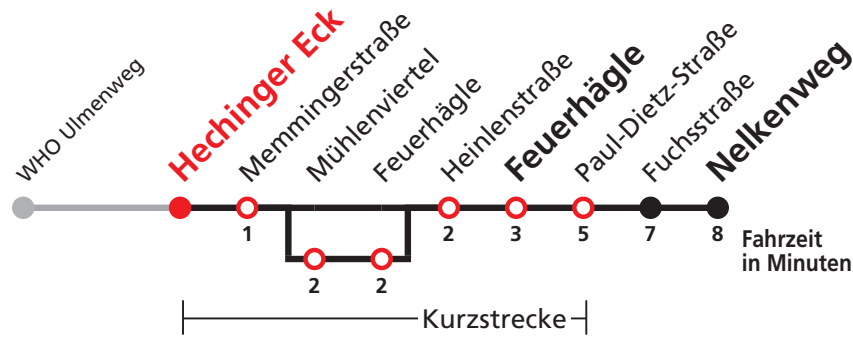 WHO Ulmenweg
Hechinger Eck
Memmingerstraße
Mühlenviertel
Feuerhägle
Heinlenstraße
Feuerhägle
Paul-Dietz-Straße
Fuchsstraße
Nelkenweg
1
2
3
5
7
8
Fahrzeit
in Minuten
2
2
Kurzstrecke